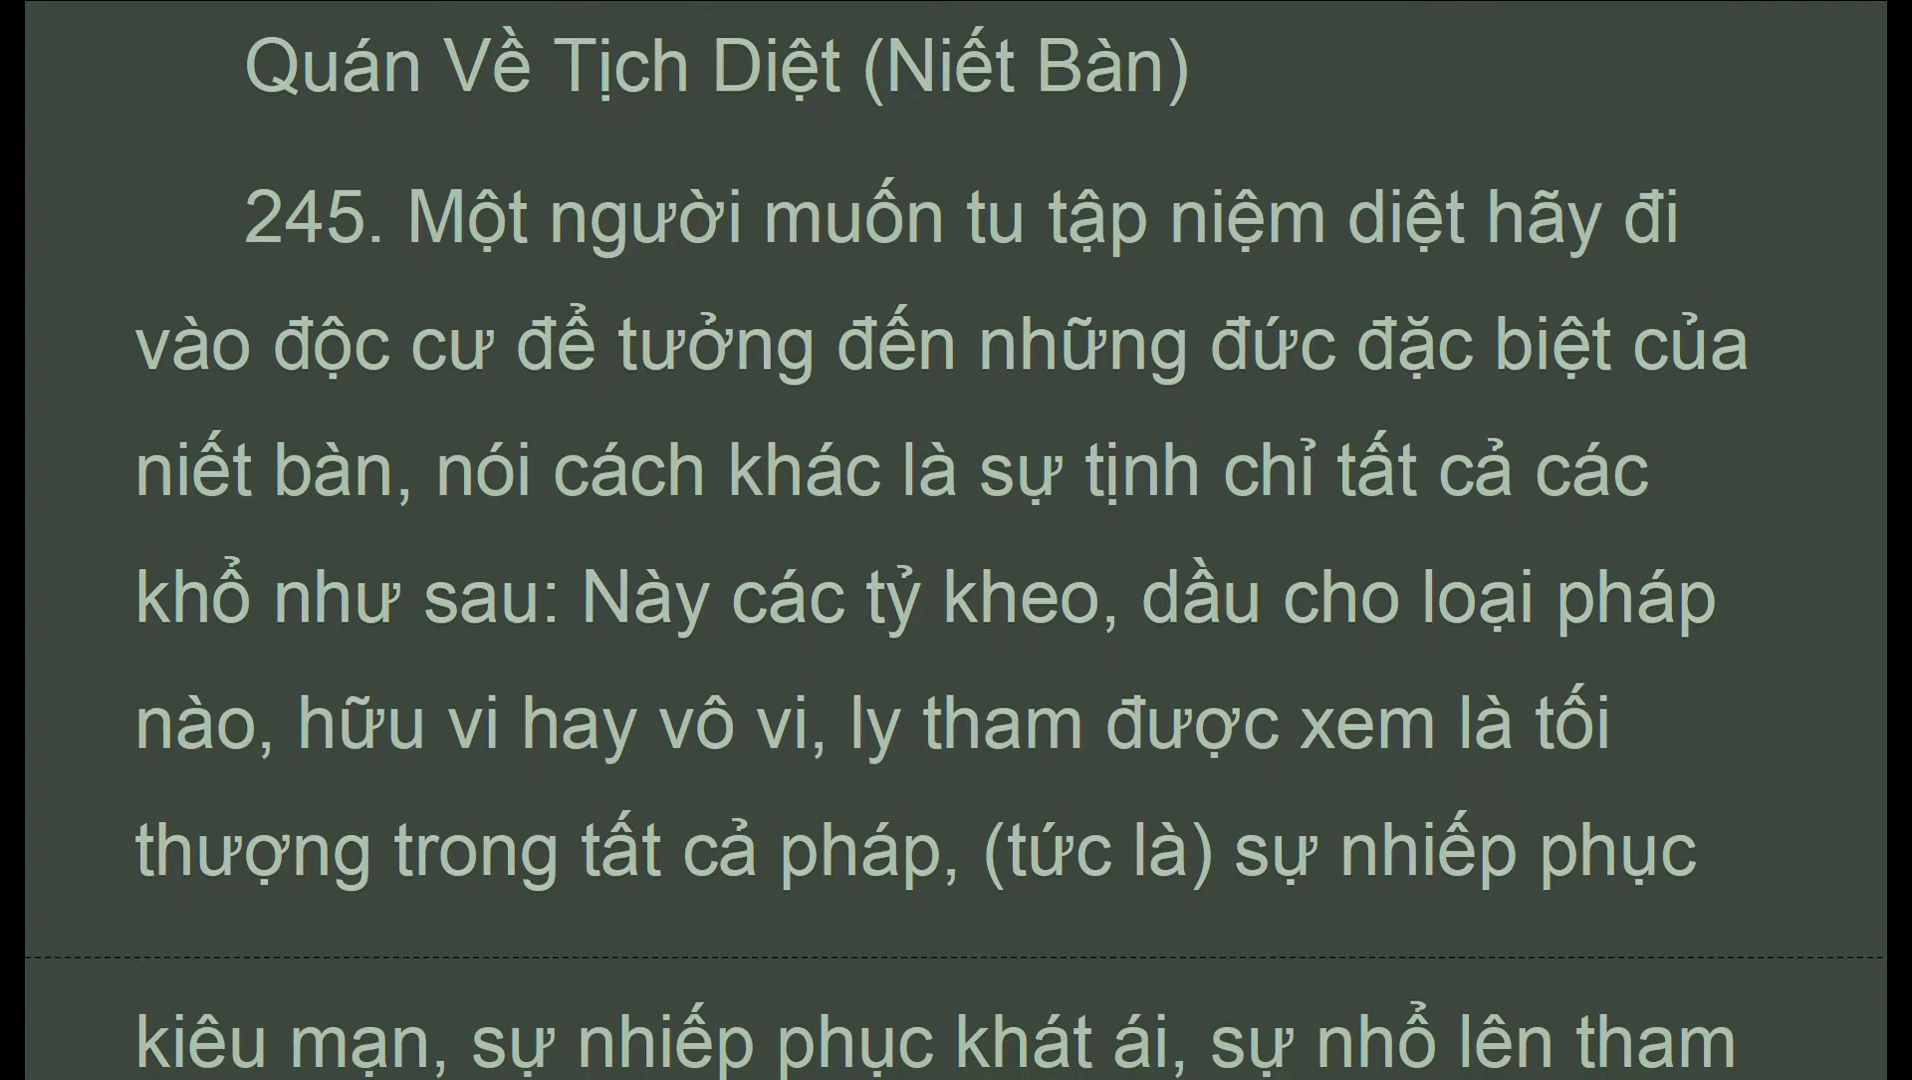 Quán Về Tịch Diệt (Niết Bàn)
245. Một người muốn tu tập niệm diệt hãy đi
vào độc cư để tưởng đến những đức đặc biệt của
niết bàn, nói cách khác là sự tịnh chỉ tất cả các
khổ như sau: Này các tỷ kheo, dầu cho loại pháp
nào, hữu vi hay vô vi, ly tham được xem là tối
thượng trong tất cả pháp, (tức là) sự nhiếp phục
kiêu mạn, sự nhiếp phục khát ái, sự nhổ lên tham